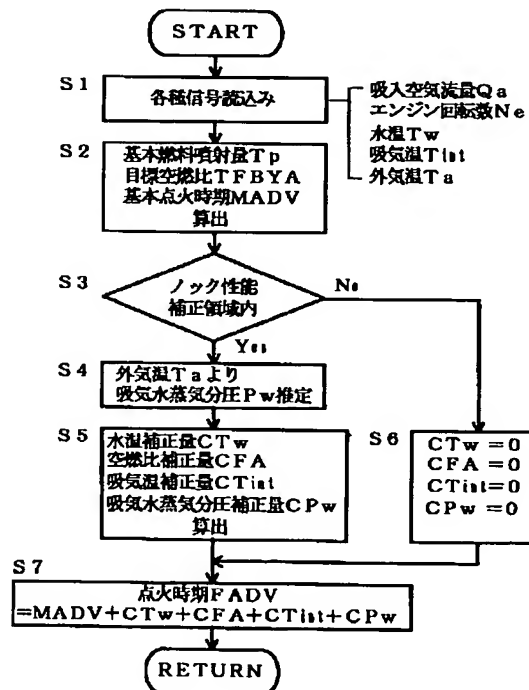 START
S1
各種信号読込み
吸入空気流量Qa
エンジン回転数Ne
水温Tw
吸気温Tint
外気温Ta
S2
基本燃料噴射量Tp
目標空燃比TFBYA
基本点火時期MADV
算出
S3
ノック性能
補正領域内
No
Yes
S4
外気温Taより
吸気水蒸気分圧Pw推定
S5
水温補正量CTw
空燃比補正量CFA
吸気温補正量CTint
吸気水蒸気分圧補正量CPw
算出
S6
CTw=0
CFA=0
CTint=0
CPw=0
S7
点火時期FADV
=MADV+CTw+CFA+CTint+CPw
RETURN